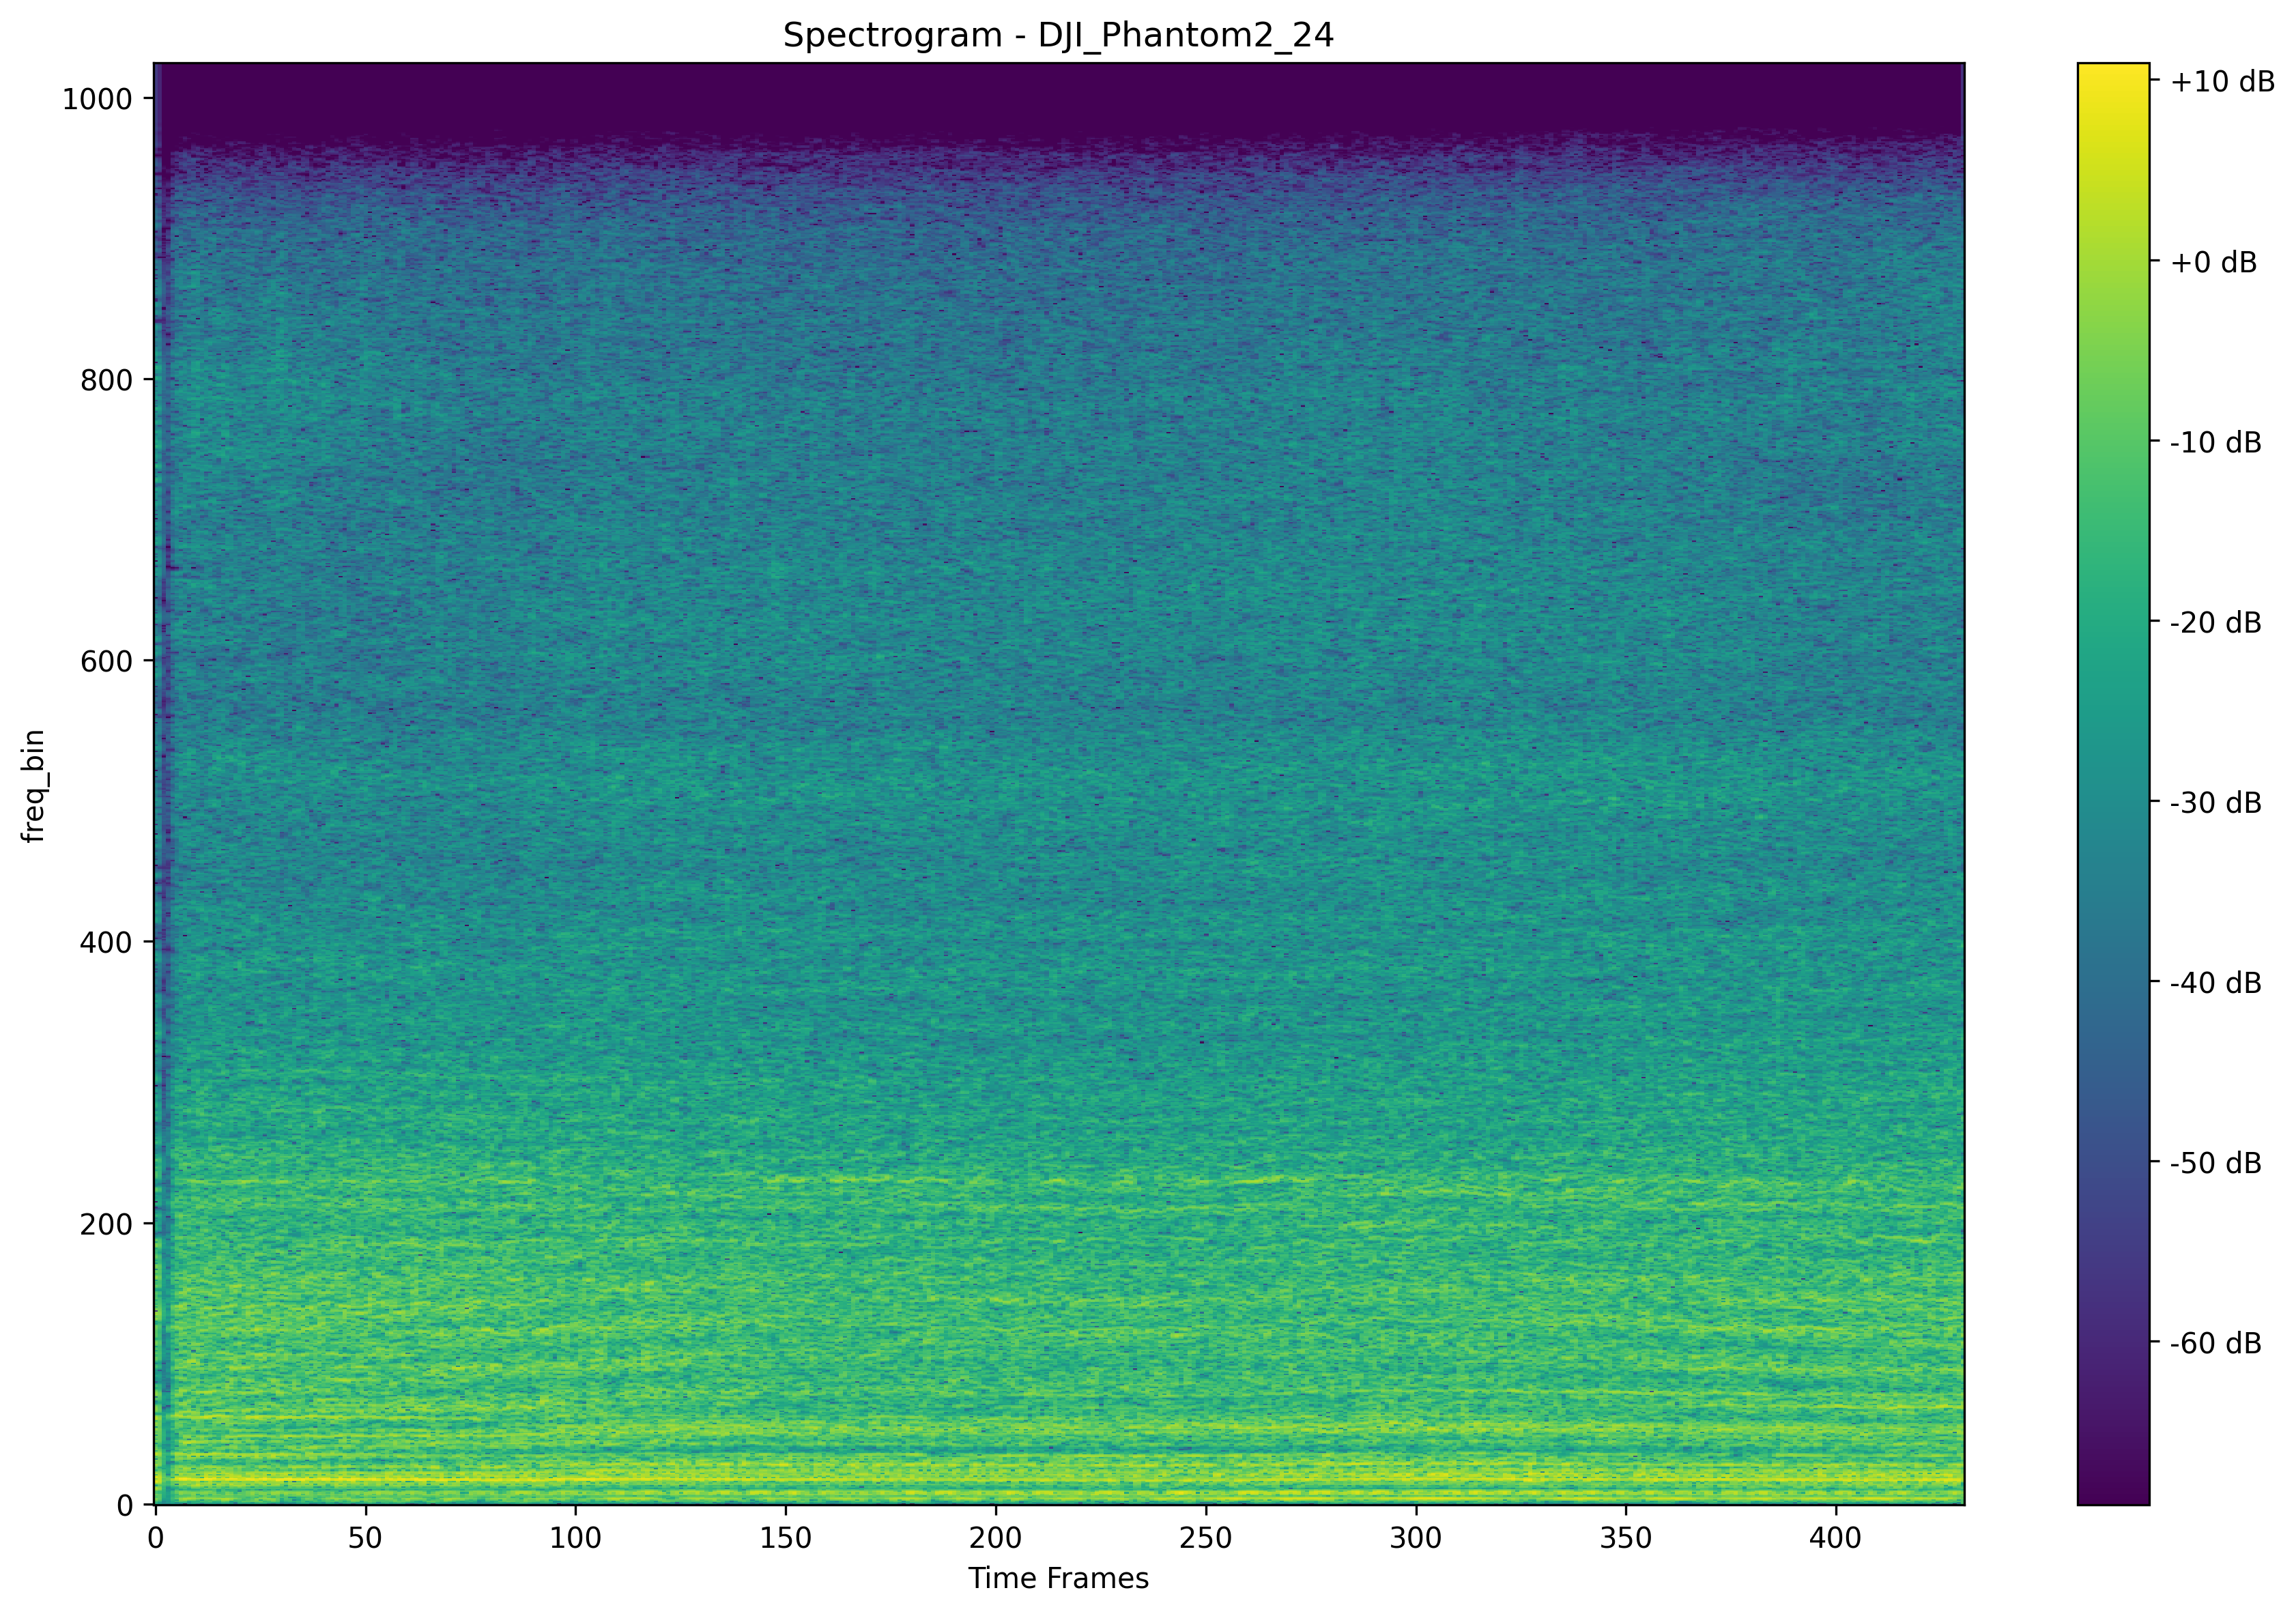 Spectrogram - DJI_Phantom2_24
freq_bin
1000
800
600
400
200
0
0 50 100 150 200 250 300 350 400
Time Frames
+10 dB
+0 dB
-10 dB
-20 dB
-30 dB
-40 dB
-50 dB
-60 dB